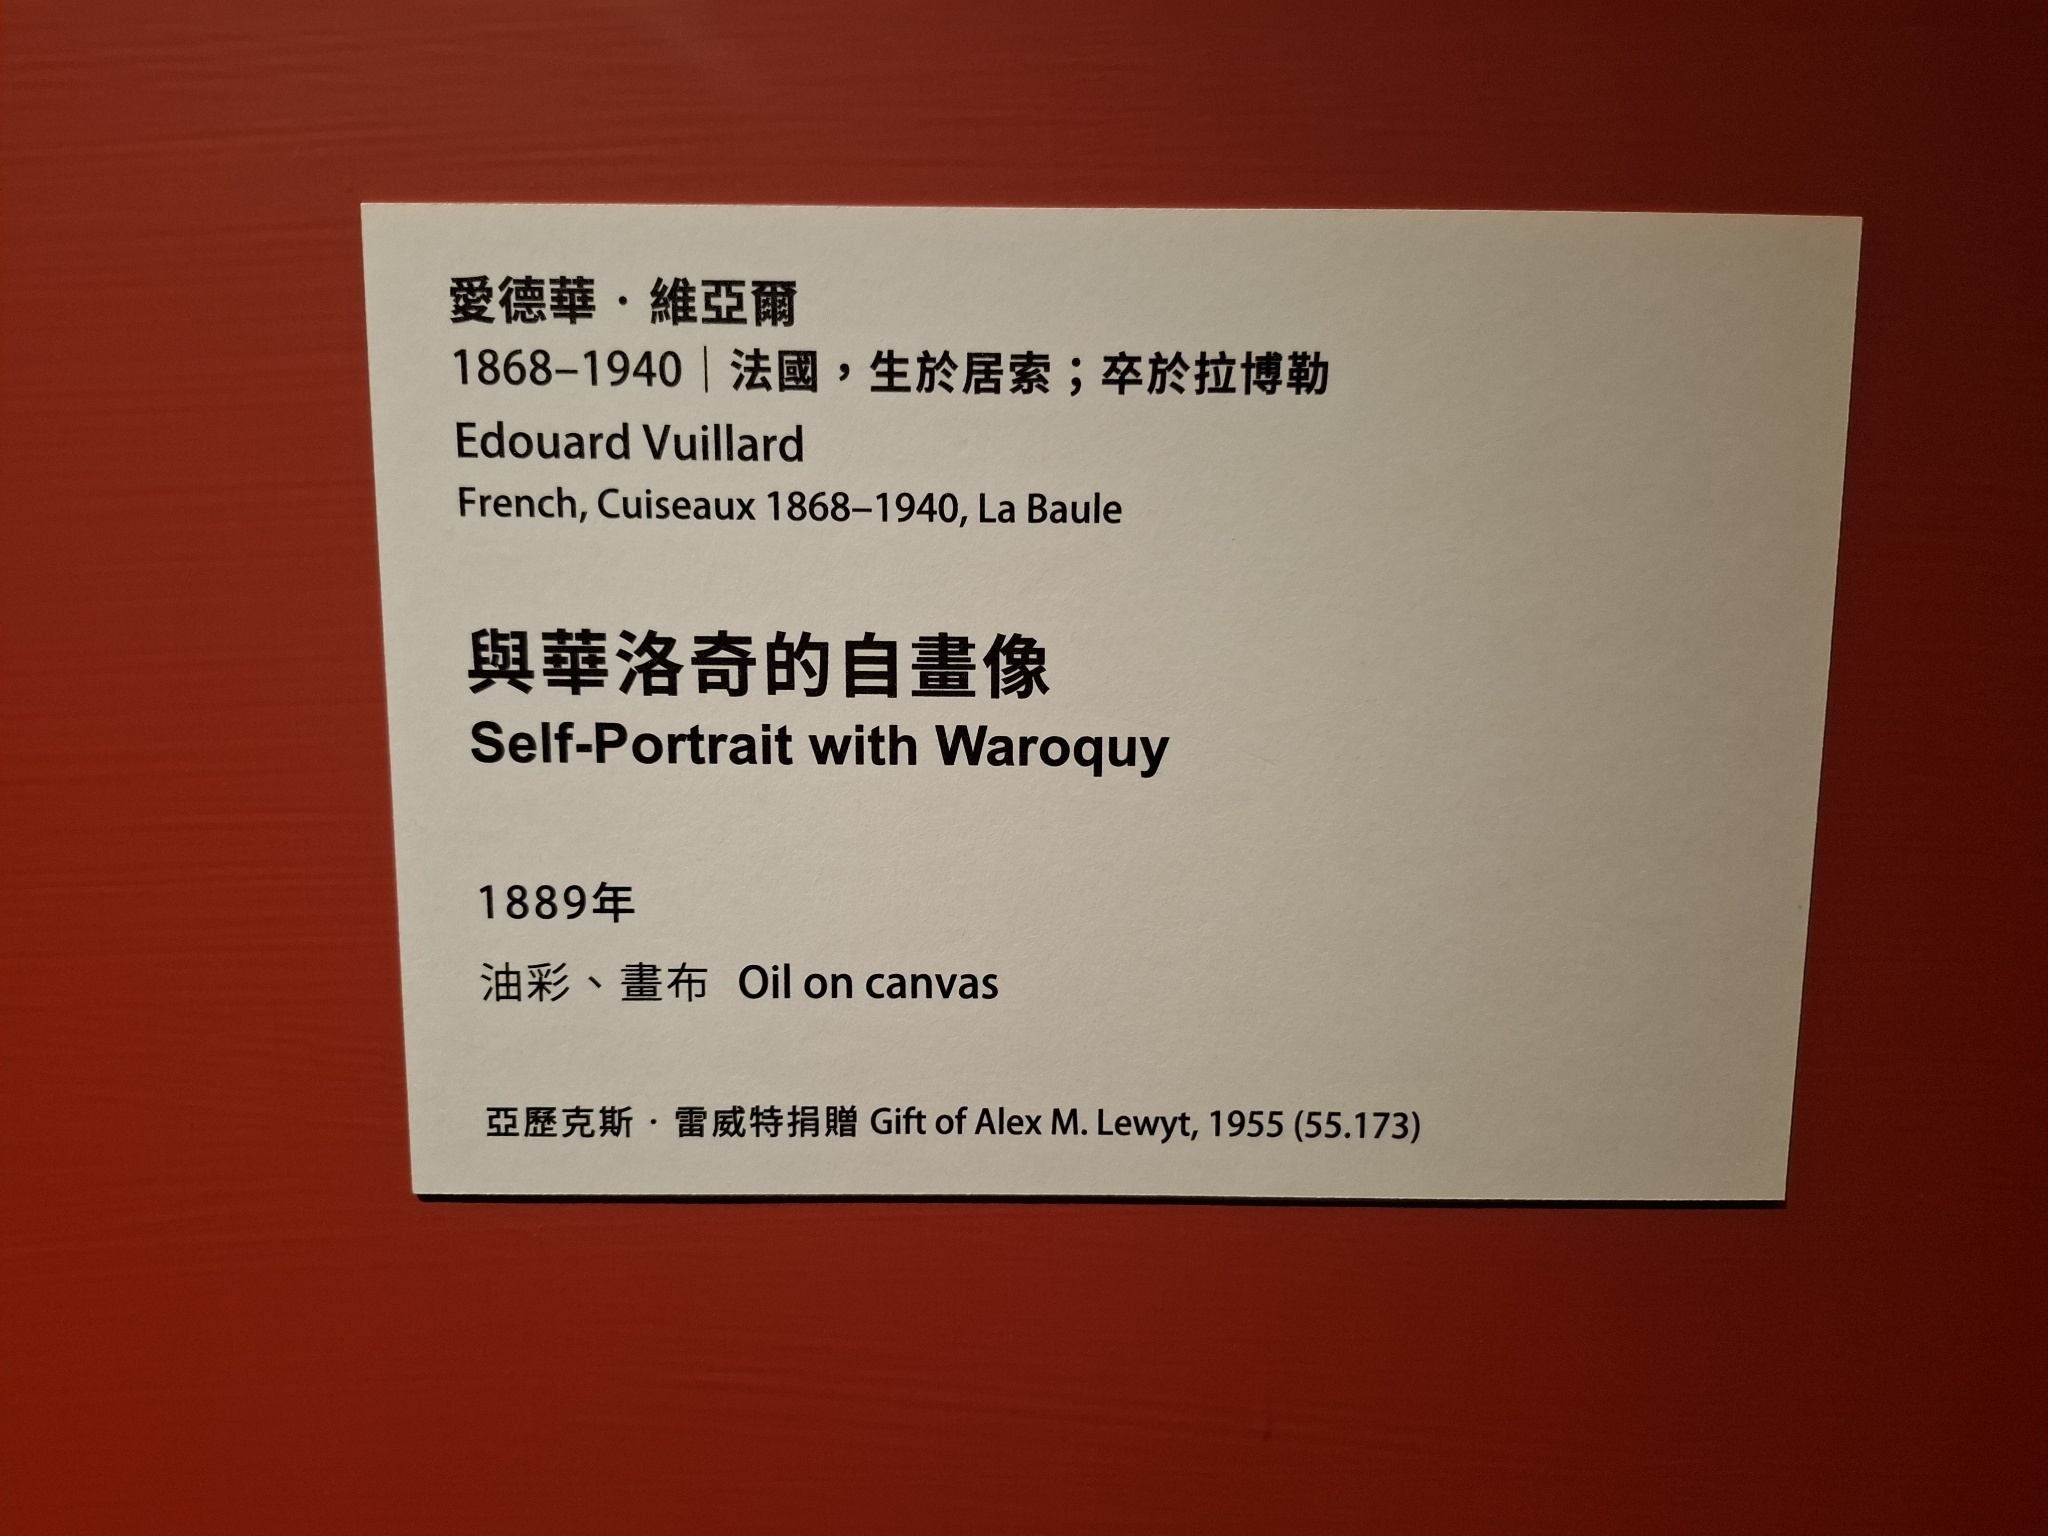 愛德華．維亞爾
1868–1940｜法國，生於居索；卒於拉博勒
Edouard Vuillard
French, Cuiseaux 1868–1940, La Baule
與華洛奇的自畫像
Self-Portrait with Waroquy
1889年
油彩、畫布 Oil on canvas
亞歷克斯．雷威特捐贈 Gift of Alex M. Lewyt, 1955 (55.173)